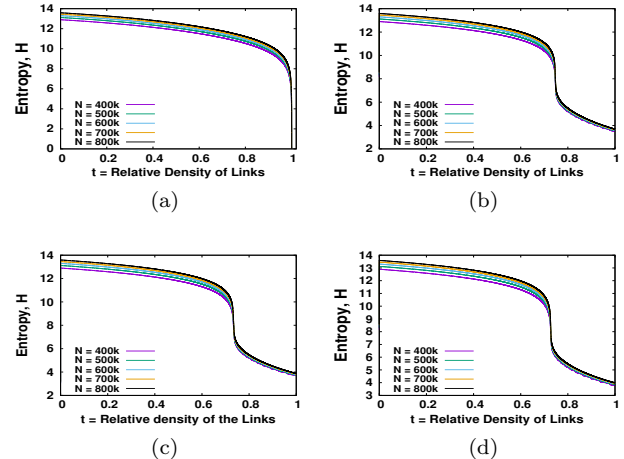 14
12
10
8
6
4
2
0
Entropy, H
N = 400k
N = 500k
N = 600k
N = 700k
N = 800k
0 0.2 0.4 0.6 0.8 1
t = Relative Density of Links
(a)
14
12
10
8
6
4
2
Entropy, H
N = 400k
N = 500k
N = 600k
N = 700k
N = 800k
0 0.2 0.4 0.6 0.8 1
t = Relative Density of Links
(b)
14
12
10
8
6
4
2
Entropy, H
N = 400k
N = 500k
N = 600k
N = 700k
N = 800k
0 0.2 0.4 0.6 0.8 1
t = Relative density of the Links
(c)
14
13
12
11
10
9
8
7
6
5
4
3
Entropy, H
N = 400k
N = 500k
N = 600k
N = 700k
N = 800k
0 0.2 0.4 0.6 0.8 1
t = Relative Density of Links
(d)